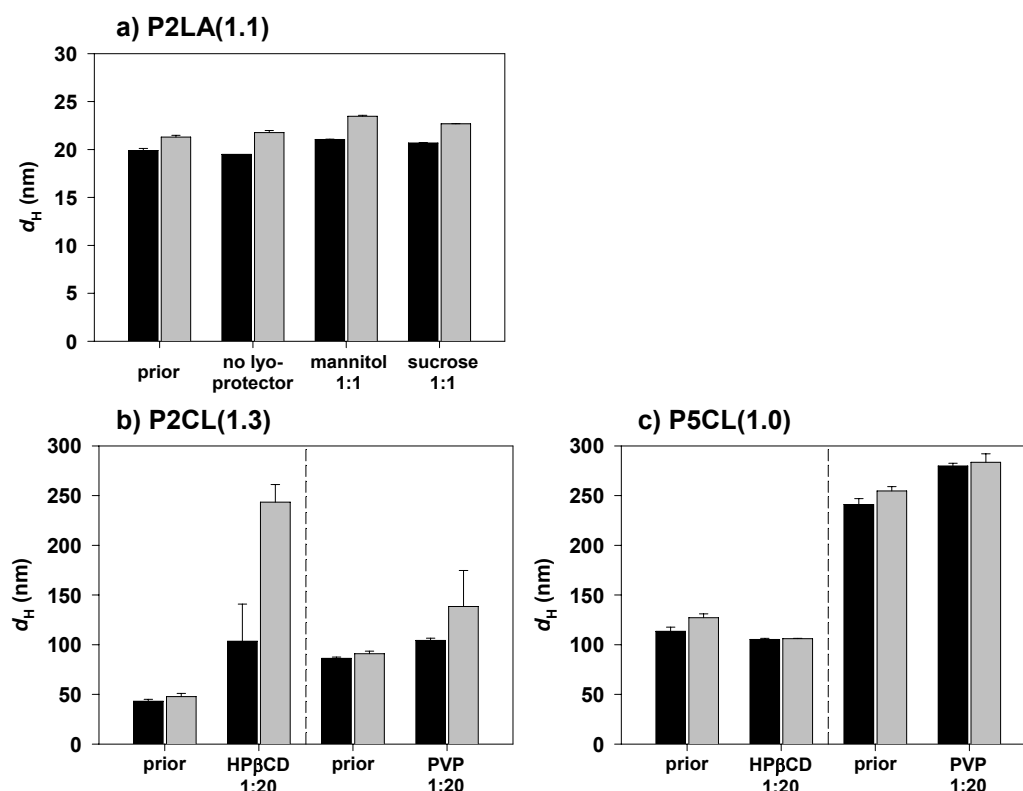 a) P2LA(1.1)
30
25
20
15
10
5
0
dH (nm)
prior
no lyo-
protector
mannitol
1:1
sucrose
1:1
b) P2CL(1.3)
300
250
200
150
100
50
0
dH (nm)
prior
HPβCD
1:20
prior
PVP
1:20
c) P5CL(1.0)
300
250
200
150
100
50
0
dH (nm)
prior
HPβCD
1:20
prior
PVP
1:20